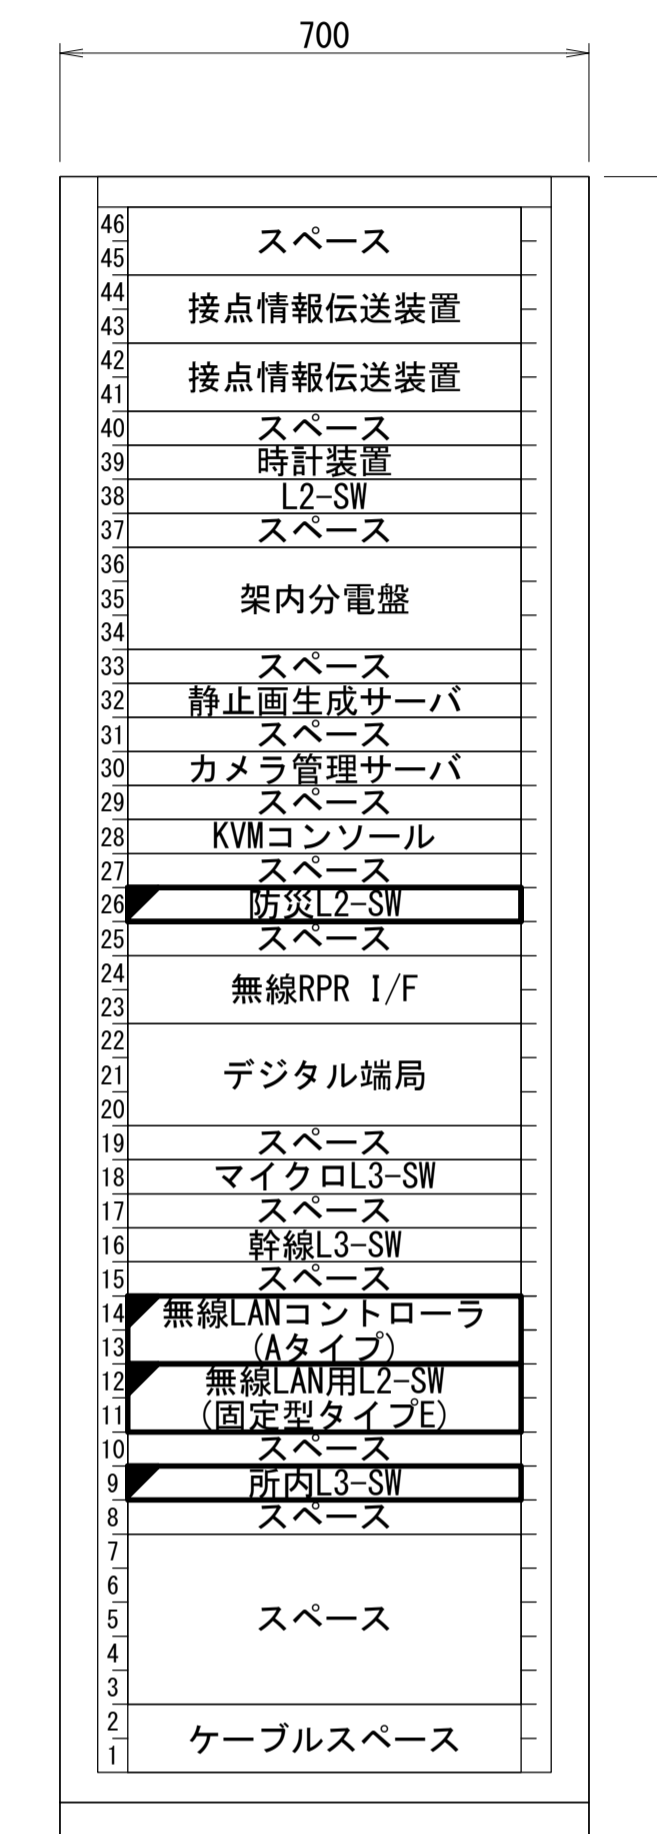 700
46
スペース
45
44
接点情報伝送装置
43
42
接点情報伝送装置
41
40 スペース
39 時計装置
38 L2-SW
37 スペース
36
35 架内分電盤
34
33 スペース
32 静止画生成サーバ
31 スペース
30 カメラ管理サーバ
29 スペース
28 KVMコンソール
27 スペース
26 防災L2-SW
25 スペース
24
無線RPR I/F
23
22
21 デジタル端局
20
19 スペース
18 マイクロL3-SW
17 スペース
16 幹線L3-SW
15 スペース
14 無線LANコントローラ
13 (Aタイプ)
12 無線LAN用L2-SW
11 (固定型タイプE)
10 スペース
9 所内L3-SW
8 スペース
7
6
5 スペース
4
3
2
ケーブルスペース
1